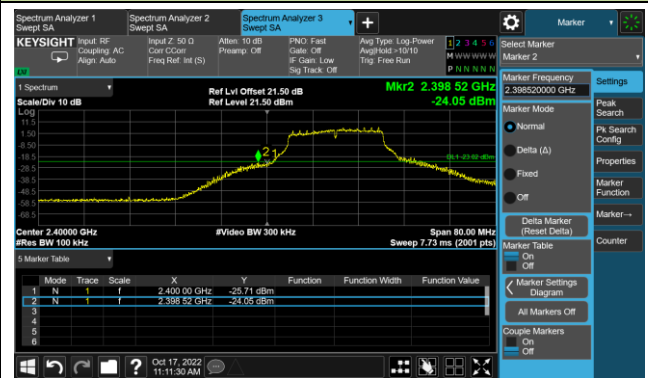 Spectrum Analyzer 1
Swept SA
Spectrum Analyzer 2
Swept SA
Spectrum Analyzer 3
Swept SA
+
Marker
KEYSIGHT
Input: RF
Coupling: AC
Align: Auto
Input Z: 50 Ω
Corr CCorr
Freq Ref: Int (S)
Atten: 10 dB
Preamp: Off
PNO: Fast
Gate: Off
IF Gain: Low
Sig Track: Off
Avg Type: Log-Power
Avg|Hold >10/10
Trig: Free Run
1 2 3 4 5 6
M W W W W W
P N N N N N
LXI
Select Marker
Marker 2
1 Spectrum
Scale/Div 10 dB
Ref Lvl Offset 21.50 dB
Ref Level 21.50 dBm
Mkr2 2.398 52 GHz
-24.05 dBm
Log
11.5
1.50
-8.50
-18.5
-28.5
-38.5
-48.5
-58.5
-68.5
2
1
DL1 -23.62 dBm
Center 2.40000 GHz
#Res BW 100 kHz
#Video BW 300 kHz
Span 80.00 MHz
Sweep 7.73 ms (2001 pts)
5 Marker Table
Mode Trace Scale X Y Function Function Width Function Value
1 N 1 f 2.400 00 GHz -25.71 dBm
2 N 1 f 2.398 52 GHz -24.05 dBm
3
4
5
6
Oct 17, 2022
11:11:30 AM
Marker Frequency
2.398520000 GHz
Marker Mode
Normal
Delta (Δ)
Fixed
Off
Delta Marker
(Reset Delta)
Marker Table
On
Off
Marker Settings
Diagram
All Markers Off
Couple Markers
On
Off
Settings
Peak
Search
Pk Search
Config
Properties
Marker
Function
Marker→
Counter